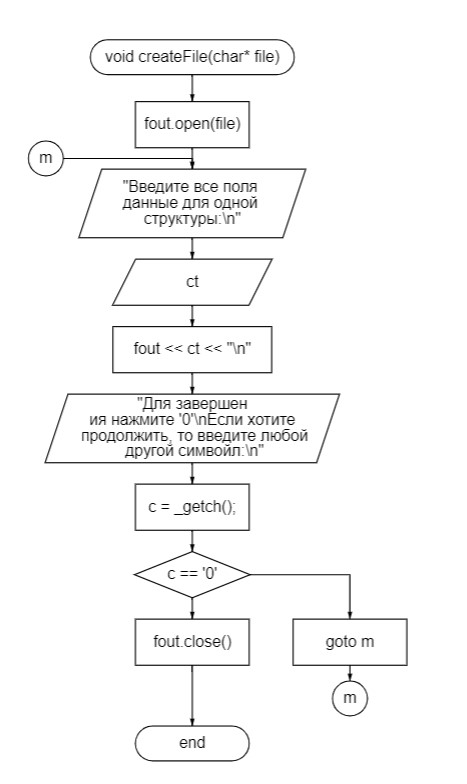 void createFile(char* file)
fout.open(file)
m
"Введите все поля
данные для одной
структуры:\n"
ct
fout << ct << "\n"
"Для завершен
ия нажмите '0'\nЕсли хотите
продолжить, то введите любой
другой симвойл:\n"
c = _getch();
c == '0'
fout.close()
goto m
m
end